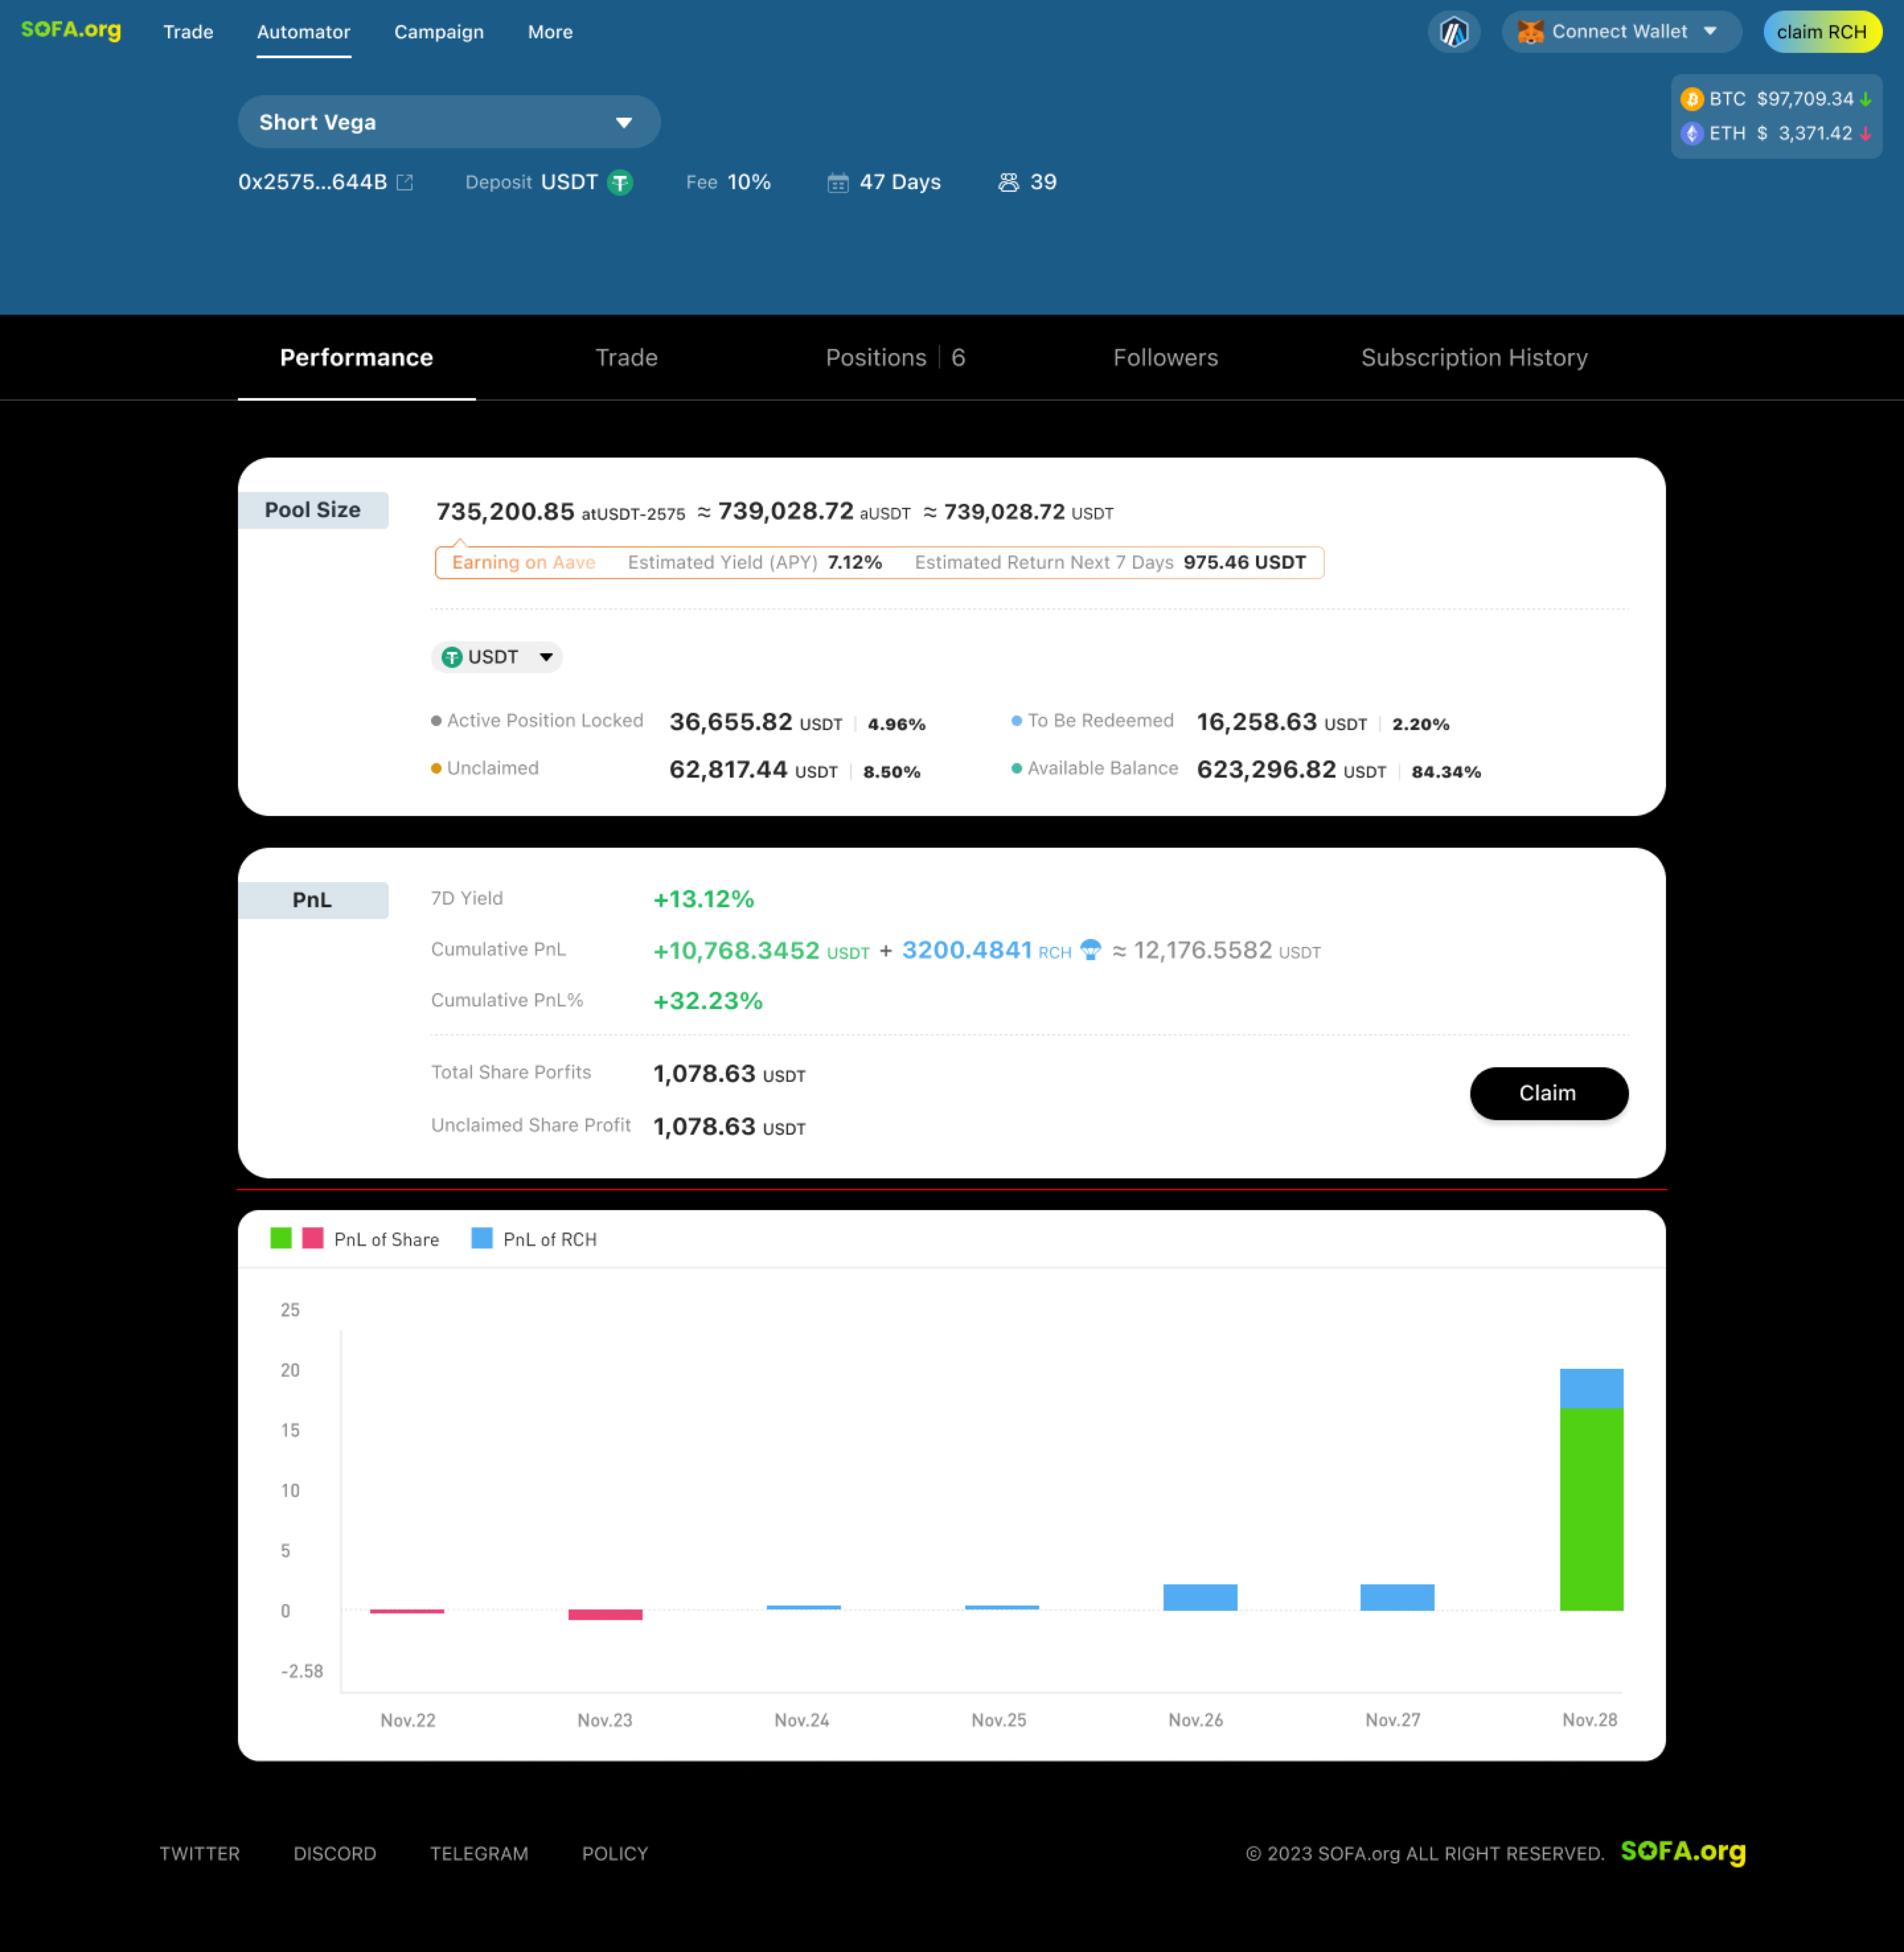 SOFA.org Trade Automator Campaign More Connect Wallet claim RCH
BTC $97,709.34
ETH $ 3,371.42
Short Vega
0x2575...644B Deposit USDT Fee 10% 47 Days 39
Performance Trade Positions | 6 Followers Subscription History
Pool Size
735,200.85 atUSDT-2575 ≈ 739,028.72 aUSDT ≈ 739,028.72 USDT
Earning on Aave Estimated Yield (APY) 7.12% Estimated Return Next 7 Days 975.46 USDT
USDT
Active Position Locked 36,655.82 USDT | 4.96% To Be Redeemed 16,258.63 USDT | 2.20%
Unclaimed 62,817.44 USDT | 8.50% Available Balance 623,296.82 USDT | 84.34%
PnL
7D Yield +13.12%
Cumulative PnL +10,768.3452 USDT + 3200.4841 RCH ≈ 12,176.5582 USDT
Cumulative PnL% +32.23%
Total Share Porfits 1,078.63 USDT
Claim
Unclaimed Share Profit 1,078.63 USDT
PnL of Share PnL of RCH
25
20
15
10
5
0
-2.58
Nov.22 Nov.23 Nov.24 Nov.25 Nov.26 Nov.27 Nov.28
TWITTER DISCORD TELEGRAM POLICY © 2023 SOFA.org ALL RIGHT RESERVED. SOFA.org